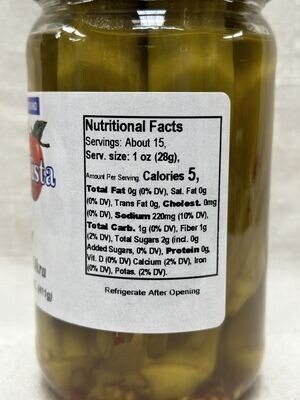 Nutritional Facts
Servings: About 15,
Serv. size: 1 oz (28g),
Amount Per Serving. Calories 5,
Total Fat 0g (0% DV), Sat. Fat 0g
(0% DV), Trans Fat 0g, Cholest. 0mg
(0% DV), Sodium 220mg (10% DV),
Total Carb. 1g (0% DV), Fiber 1g
(2% DV), Total Sugars 2g (incl. 0g
Added Sugars, 0% DV), Protein 0g,
Vit. D (0% DV) Calcium (2% DV), Iron
(0% DV), Potas. (2% DV).
Refrigerate After Opening